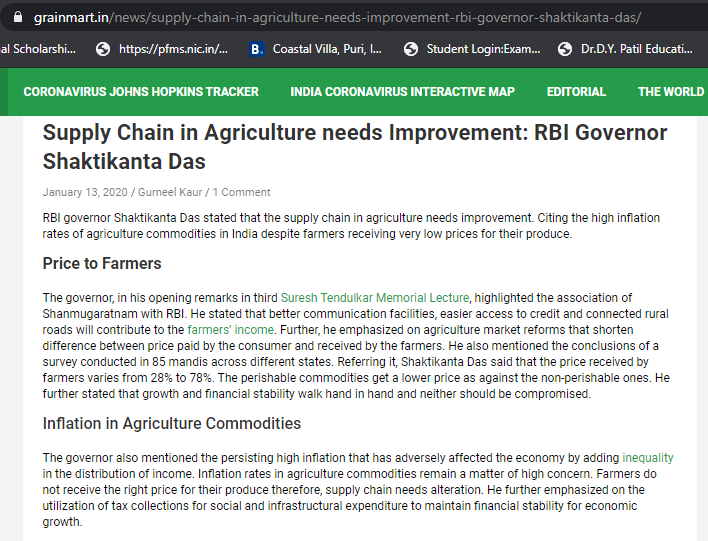 grainmart.in/news/supply-chain-in-agriculture-needs-improvement-rbi-governor-shaktikanta-das/
al Scholarshi... https://pfms.nic.in/... B. Coastal Villa, Puri, I... Student Login:Exam... Dr.D.Y. Patil Educati...
CORONAVIRUS JOHNS HOPKINS TRACKER INDIA CORONAVIRUS INTERACTIVE MAP EDITORIAL THE WORLD
Supply Chain in Agriculture needs Improvement: RBI Governor
Shaktikanta Das
January 13, 2020 / Gurneel Kaur / 1 Comment
RBI governor Shaktikanta Das stated that the supply chain in agriculture needs improvement. Citing the high inflation
rates of agriculture commodities in India despite farmers receiving very low prices for their produce.
Price to Farmers
The governor, in his opening remarks in third Suresh Tendulkar Memorial Lecture, highlighted the association of
Shanmugaratnam with RBI. He stated that better communication facilities, easier access to credit and connected rural
roads will contribute to the farmers' income. Further, he emphasized on agriculture market reforms that shorten
difference between price paid by the consumer and received by the farmers. He also mentioned the conclusions of a
survey conducted in 85 mandis across different states. Referring it, Shaktikanta Das said that the price received by
farmers varies from 28% to 78%. The perishable commodities get a lower price as against the non-perishable ones. He
further stated that growth and financial stability walk hand in hand and neither should be compromised.
Inflation in Agriculture Commodities
The governor also mentioned the persisting high inflation that has adversely affected the economy by adding inequality
in the distribution of income. Inflation rates in agriculture commodities remain a matter of high concern. Farmers do
not receive the right price for their produce therefore, supply chain needs alteration. He further emphasized on the
utilization of tax collections for social and infrastructural expenditure to maintain financial stability for economic
growth.